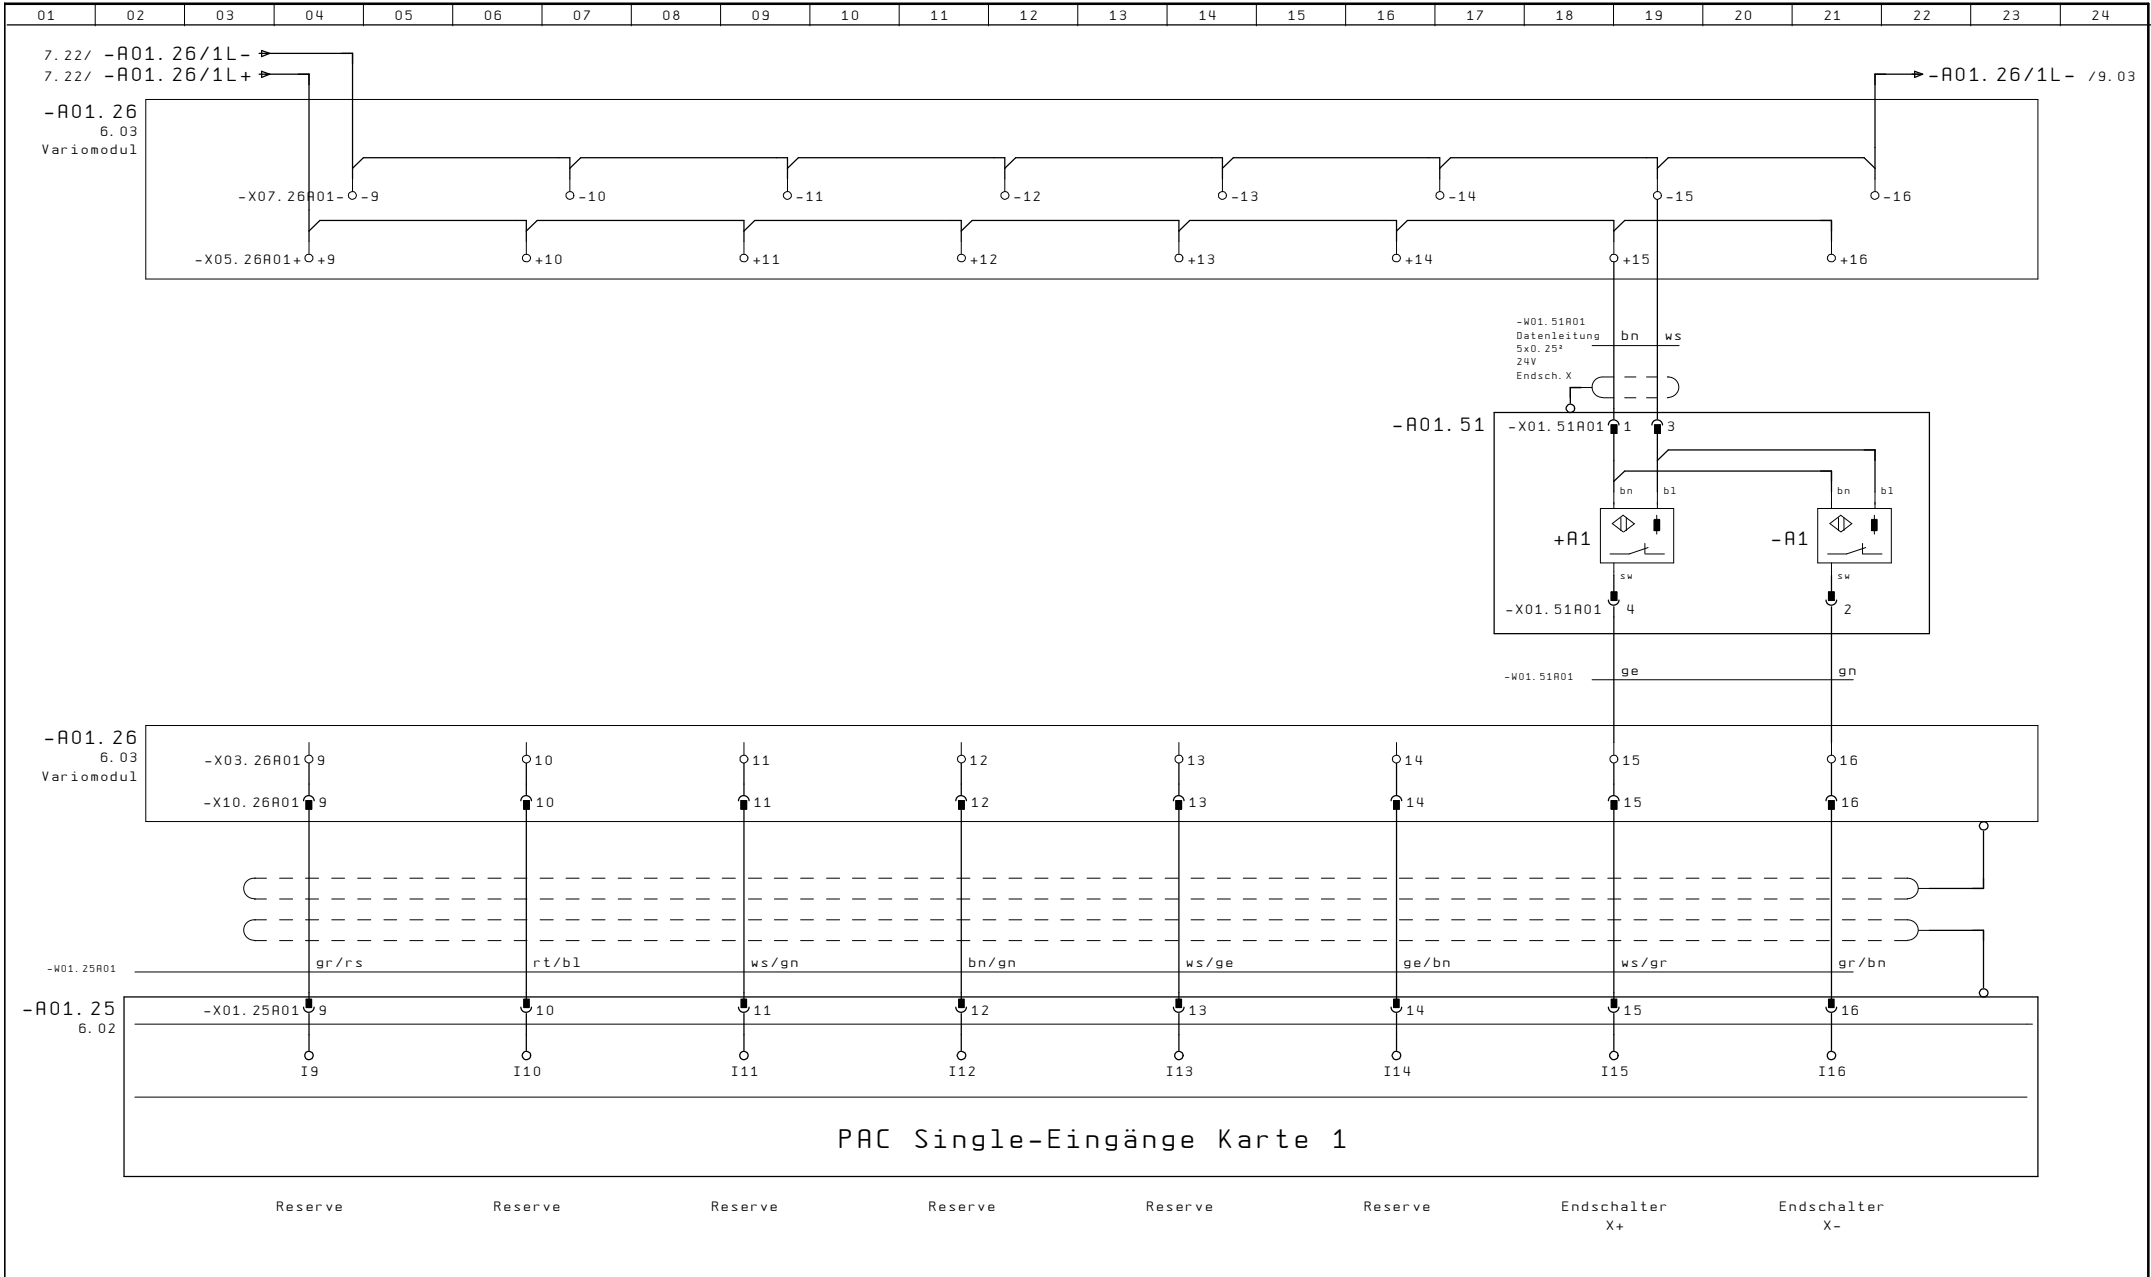 01 02 03 04 05 06 07 08 09 10 11 12 13 14 15 16 17 18 19 20 21 22 23 24
7.22/ -A01.26/1L-
7.22/ -A01.26/1L+ -A01.26/1L- /9.03
-A01.26
6.03
Variomodul
-X07.26A01- -9 -10 -11 -12 -13 -14 -15 -16
-X05.26A01+ +9 +10 +11 +12 +13 +14 +15 +16
-W01.51A01
Datenleitung bn ws
5x0.25²
24V
Endsch.X
-A01.51 -X01.51A01 1 3
bn bl bn bl
+A1 -A1
sw sw
-X01.51A01 4 2
-W01.51A01 ge gn
-A01.26
6.03
Variomodul
-X03.26A01 9 10 11 12 13 14 15 16
-X10.26A01 9 10 11 12 13 14 15 16
-W01.25A01 gr/rs rt/bl ws/gn bn/gn ws/ge ge/bn ws/gr gr/bn
-A01.25 -X01.25A01 9 10 11 12 13 14 15 16
6.02
I9 I10 I11 I12 I13 I14 I15 I16
PAC Single-Eingänge Karte 1
Reserve Reserve Reserve Reserve Reserve Reserve Endschalter Endschalter
X+ X-